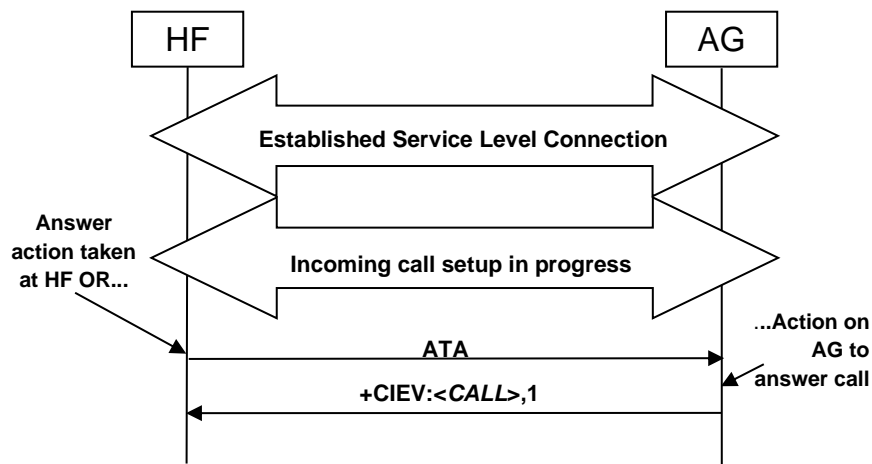 HF
AG
Established Service Level Connection
Answer
action taken
at HF OR...
Incoming call setup in progress
...Action on
AG to
answer call
ATA
+CIEV:<CALL>,1